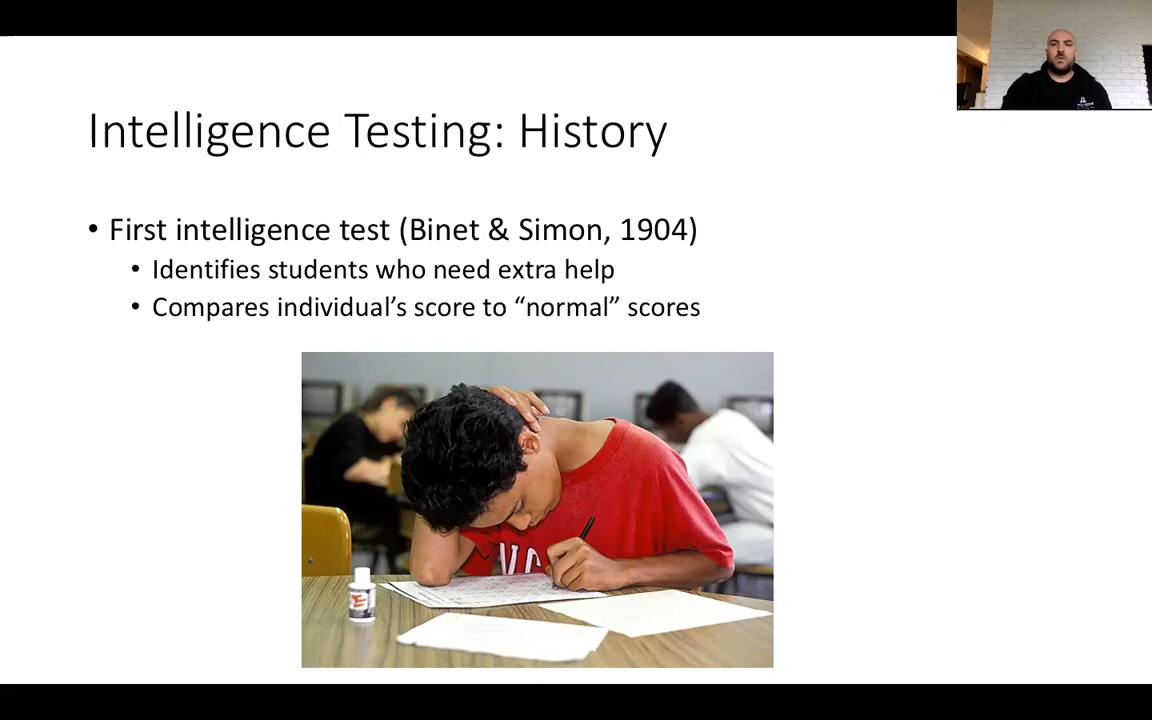 Intelligence Testing: History
• First intelligence test (Binet & Simon, 1904)
• Identifies students who need extra help
• Compares individual’s score to “normal” scores